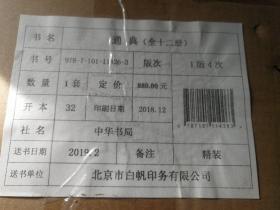 书名 通典（全十二册）
书号 978-7-101-11426-3 版次 1版4次
数量 1套 定价 880.00元
开本 32 印刷日期 2018.12
社名 中华书局
送书日期 2019.2 备注 精装
送书单位 北京市白帆印务有限公司